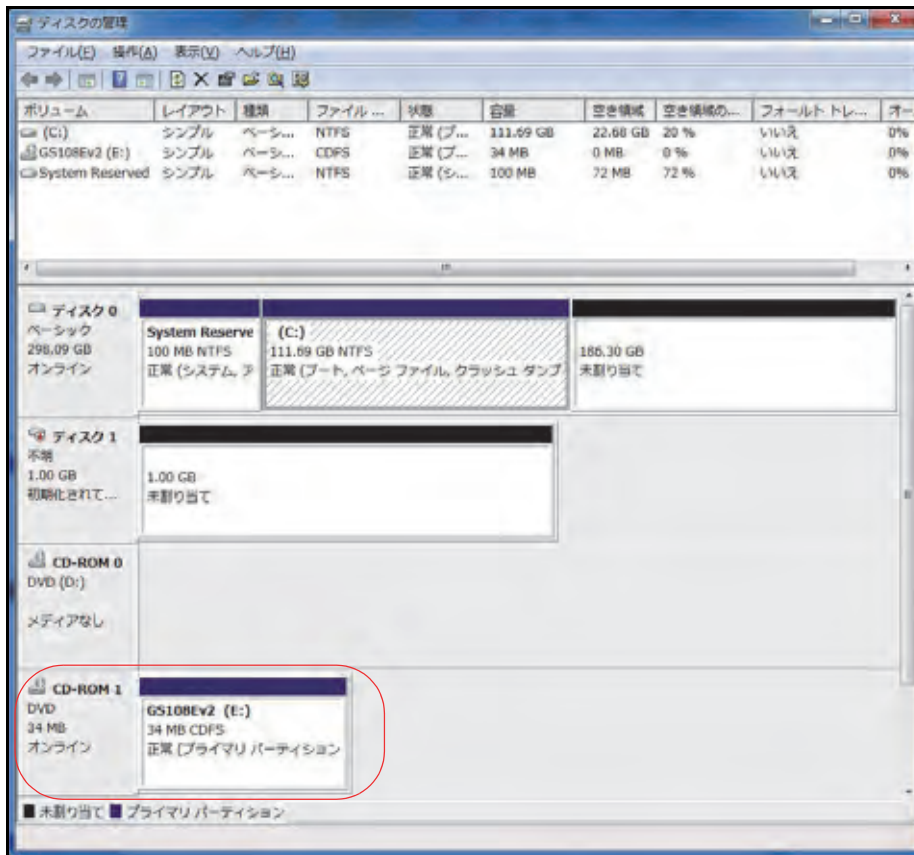 ディスクの管理
ファイル(F) 操作(A) 表示(V) ヘルプ(H)
ボリューム レイアウト 種類 ファイル ... 状態 容量 空き領域 空き領域の... フォールト トレ... オー
(C:) シンプル ベーシ... NTFS 正常 (ブ... 111.69 GB 22.68 GB 20 % いいえ 0%
GS108Ev2 (E:) シンプル ベーシ... CDFS 正常 (プ... 34 MB 0 MB 0 % いいえ 0%
System Reserved シンプル ベーシ... NTFS 正常 (シ... 100 MB 72 MB 72 % いいえ 0%
ディスク 0
ベーシック
298.09 GB
オンライン
System Reserve
100 MB NTFS
正常 (システム, ア
(C:)
111.69 GB NTFS
正常 (ブート, ページ ファイル, クラッシュ ダンプ
186.30 GB
未割り当て
ディスク 1
不明
1.00 GB
初期化されて...
1.00 GB
未割り当て
CD-ROM 0
DVD (D:)
メディアなし
CD-ROM 1
DVD
34 MB
オンライン
GS108Ev2 (E:)
34 MB CDFS
正常 (プライマリ パーティション
未割り当て プライマリ パーティション